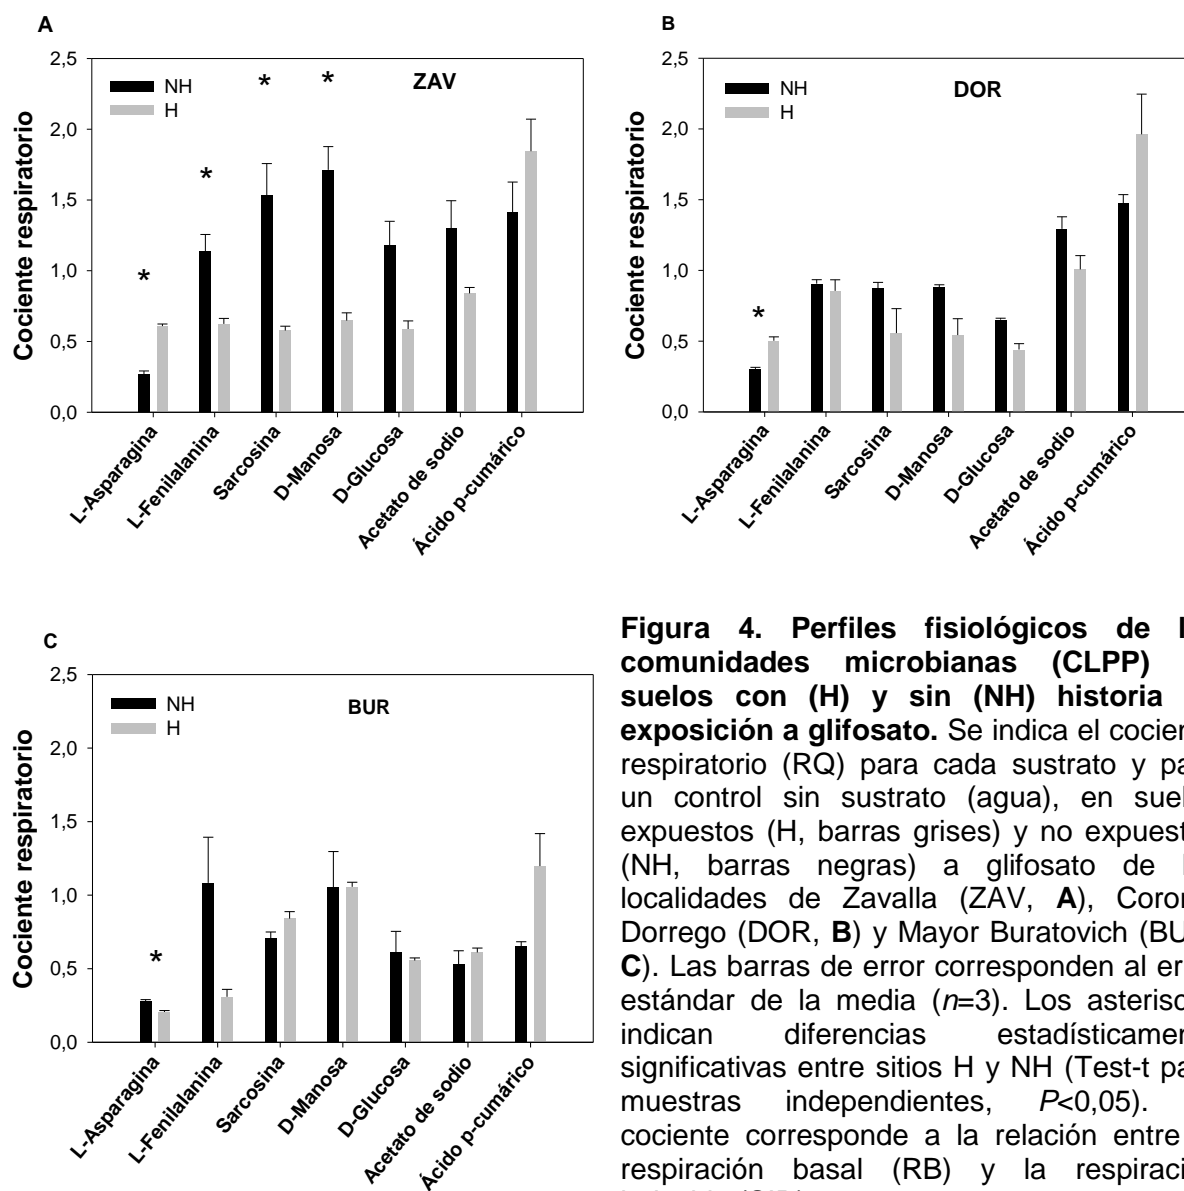 A
2,5
2,0
1,5
1,0
0,5
0,0
Cociente respiratorio
NH
H
ZAV
*
*
*
*
L-Asparagina
L-Fenilalanina
Sarcosina
D-Manosa
D-Glucosa
Acetato de sodio
Ácido p-cumárico
B
2,5
2,0
1,5
1,0
0,5
0,0
Cociente respiratorio
NH
H
DOR
*
L-Asparagina
L-Fenilalanina
Sarcosina
D-Manosa
D-Glucosa
Acetato de sodio
Ácido p-cumárico
C
2,5
2,0
1,5
1,0
0,5
0,0
Cociente respiratorio
NH
H
BUR
*
L-Asparagina
L-Fenilalanina
Sarcosina
D-Manosa
D-Glucosa
Acetato de sodio
Ácido p-cumárico
Figura 4. Perfiles fisiológicos de
comunidades microbianas (CLPP)
suelos con (H) y sin (NH) historia
exposición a glifosato. Se indica el cocien
respiratorio (RQ) para cada sustrato y pa
un control sin sustrato (agua), en suel
expuestos (H, barras grises) y no expuest
(NH, barras negras) a glifosato de
localidades de Zavalla (ZAV, A), Coron
Dorrego (DOR, B) y Mayor Buratovich (BU
C). Las barras de error corresponden al er
estándar de la media (n=3). Los asteriso
indican diferencias estadísticamen
significativas entre sitios H y NH (Test-t pa
muestras independientes, P<0,05).
cociente corresponde a la relación entre
respiración basal (RB) y la respiraci